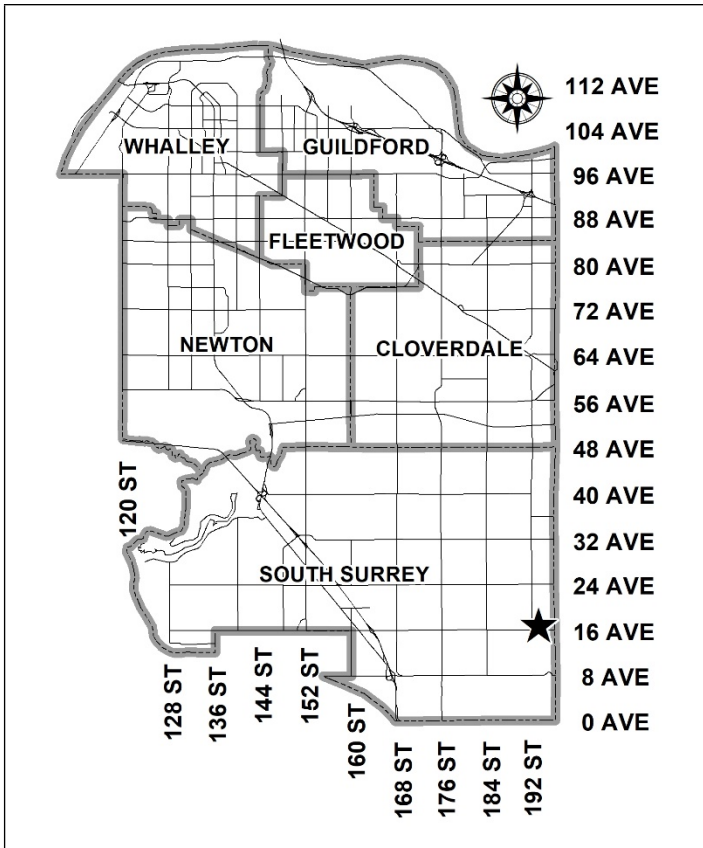 112 AVE
104 AVE
WHALLEY
GUILDFORD
96 AVE
88 AVE
FLEETWOOD
80 AVE
72 AVE
NEWTON
CLOVERDALE
64 AVE
56 AVE
48 AVE
120 ST
40 AVE
32 AVE
SOUTH SURREY
24 AVE
16 AVE
8 AVE
0 AVE
128 ST
136 ST
144 ST
152 ST
160 ST
168 ST
176 ST
184 ST
192 ST